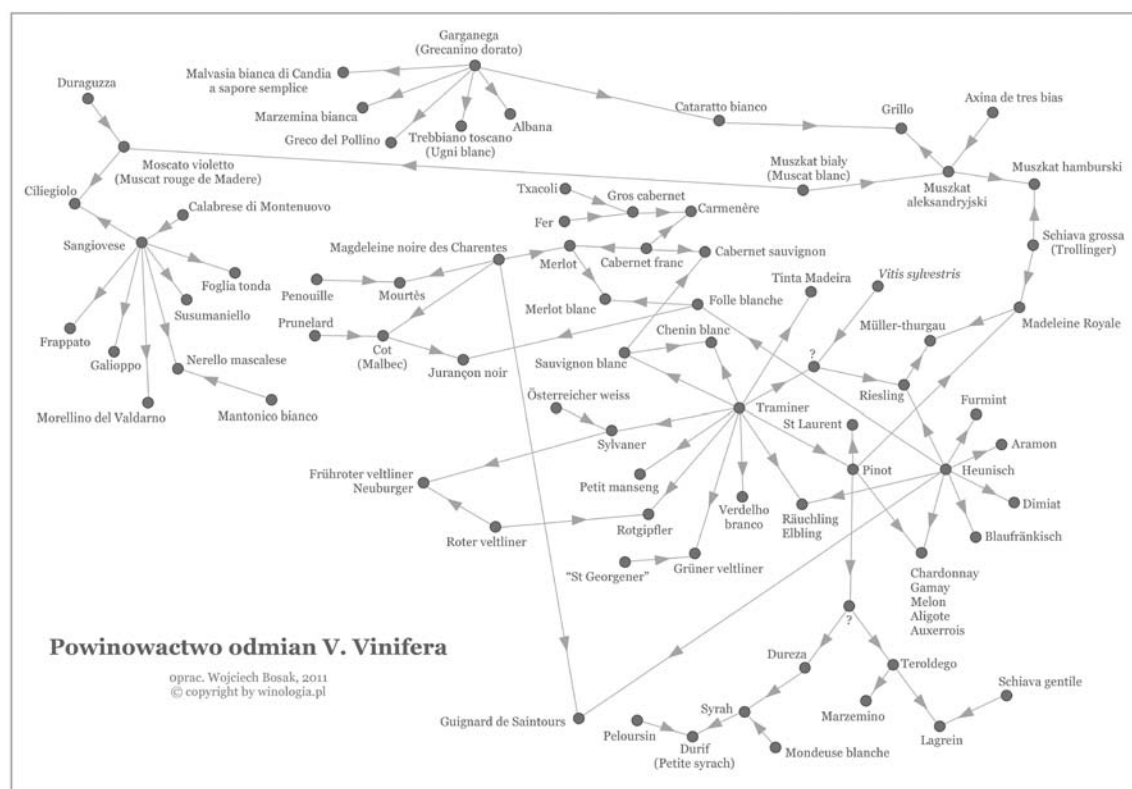 Garganega
(Grecanino dorato)
Malvasia bianca di Candia
a sapore semplice
Duraguzza
Marzemina bianca
Greco del Pollino
Trebbiano toscano
(Ugni blanc)
Albana
Cataratto bianco
Grillo
Axina de tres bias
Moscato violetto
(Muscat rouge de Madere)
Muszkat biały
(Muscat blanc)
Muszkat
aleksandryjski
Muszkat hamburski
Ciliegiolo
Calabrese di Montenuovo
Sangiovese
Txacoli
Gros cabernet
Fer
Carmenère
Schiava grossa
(Trollinger)
Magdeleine noire des Charentes
Merlot
Cabernet franc
Cabernet sauvignon
Foglia tonda
Susumaniello
Penouille
Mourtès
Merlot blanc
Folle blanche
Tinta Madeira
Vitis sylvestris
Madeleine Royale
Müller-thurgau
Frappato
Galioppo
Nerello mascalese
Prunelard
Cot
(Malbec)
Jurançon noir
Chenin blanc
Sauvignon blanc
?
Riesling
Morellino del Valdarno
Mantonico bianco
Österreicher weiss
Sylvaner
Traminer
St Laurent
Furmint
Aramon
Pinot
Heunisch
Frühroter veltliner
Neuburger
Petit manseng
Verdelho
branco
Räuchling
Elbling
Dimiat
Blaufränkisch
Roter veltliner
Rotgipfler
"St Georgener"
Grüner veltliner
Chardonnay
Gamay
Melon
Aligote
Auxerrois
?
Powinowactwo odmian V. Vinifera
oprac. Wojciech Bosak, 2011
© copyright by winologia.pl
Dureza
Teroldego
Schiava gentile
Marzemino
Lagrein
Guignard de Saintours
Peloursin
Syrah
Durif
(Petite syrach)
Mondeuse blanche